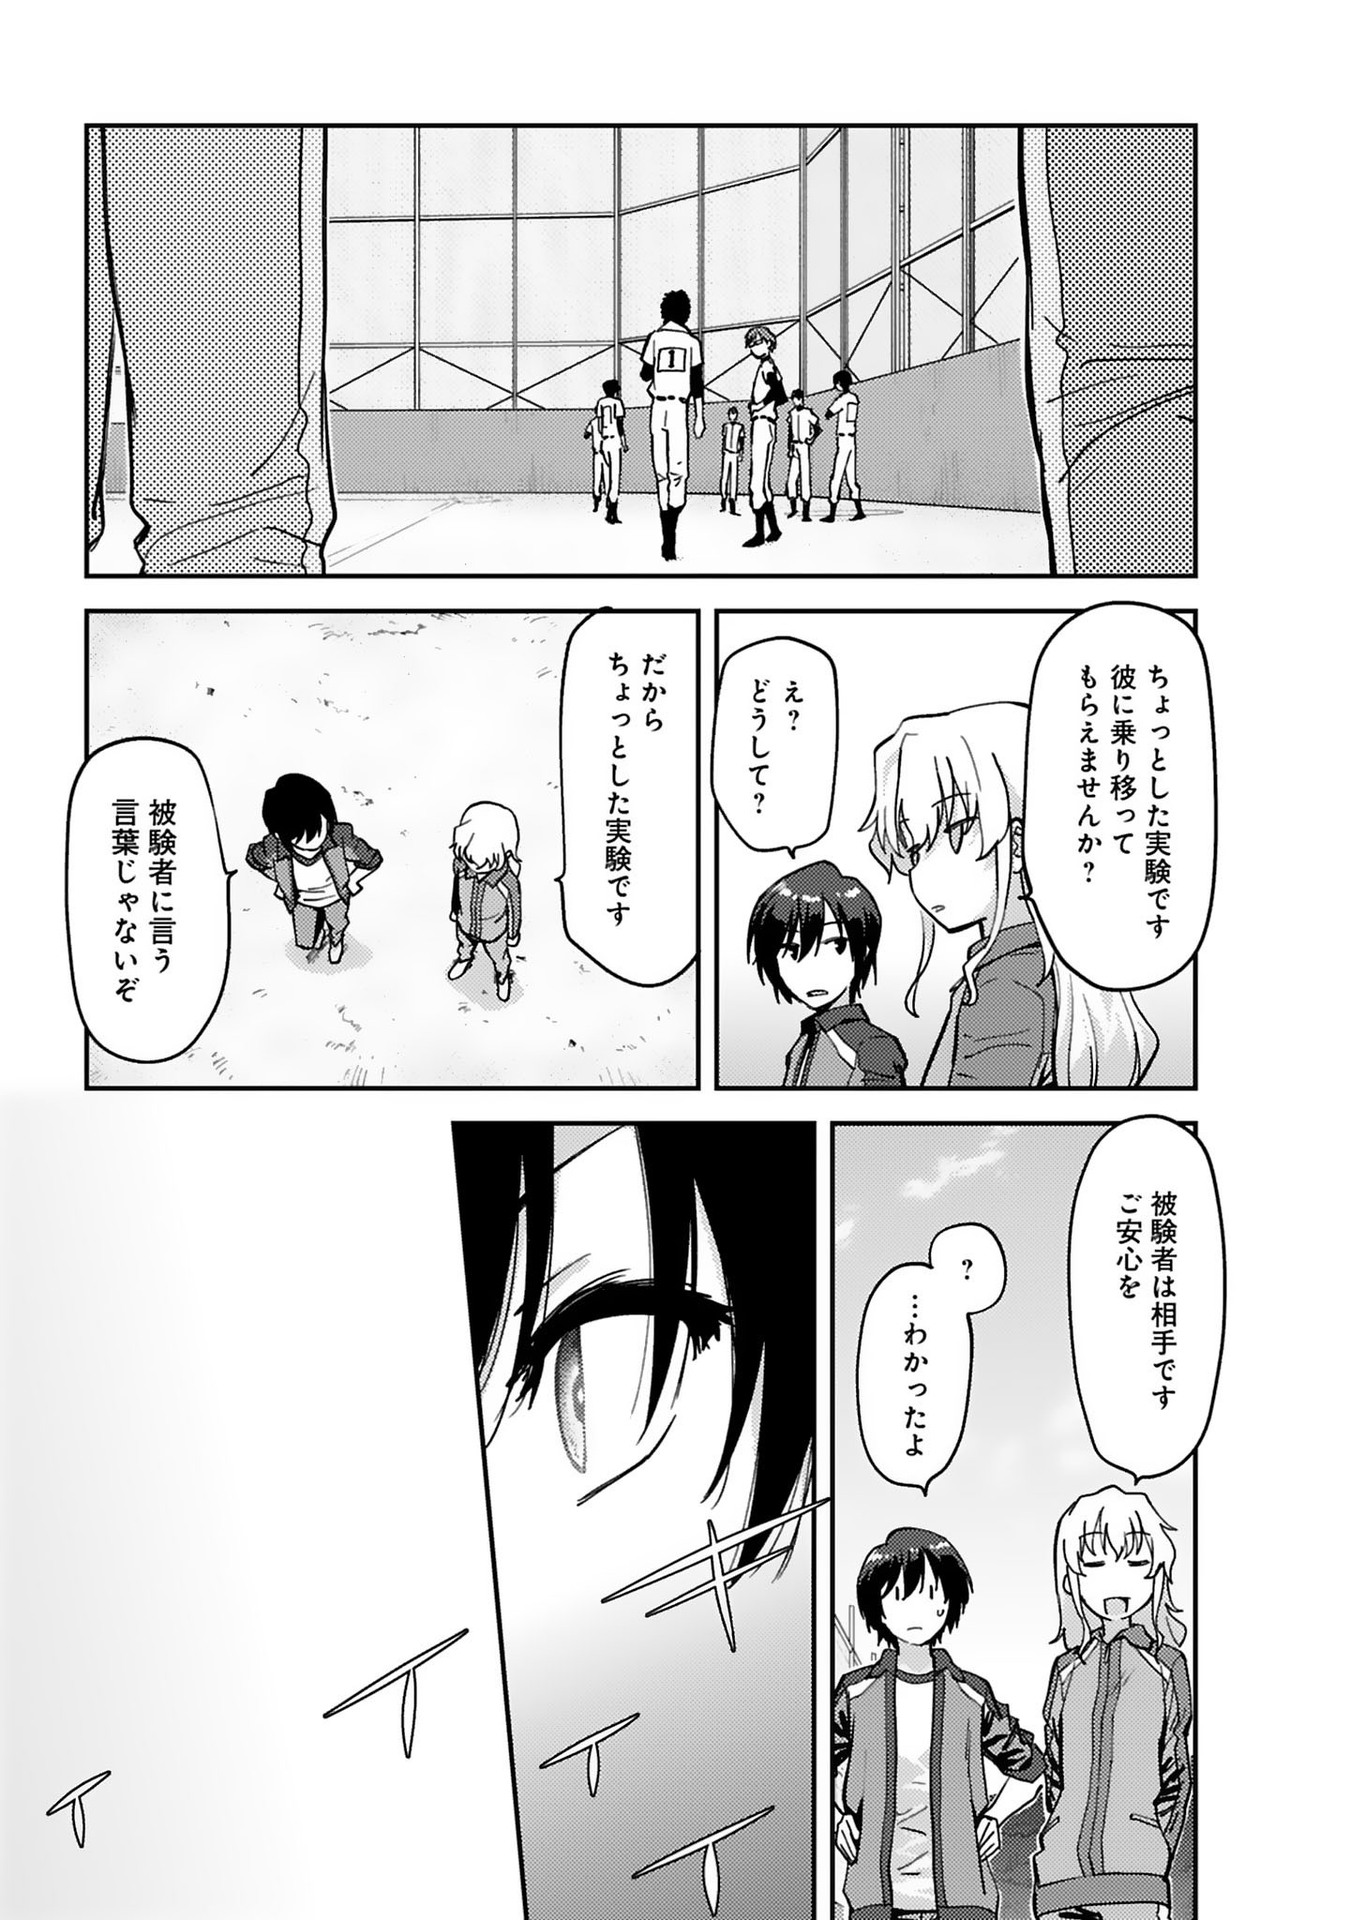 ちょっとした実験です
彼に乗り移って
もらえませんか？
え？
どうして？
だから
ちょっとした実験です
被験者に言う
言葉じゃないぞ
被験者は相手です
ご安心を
？
…わかったよ
キィイィイイ
1